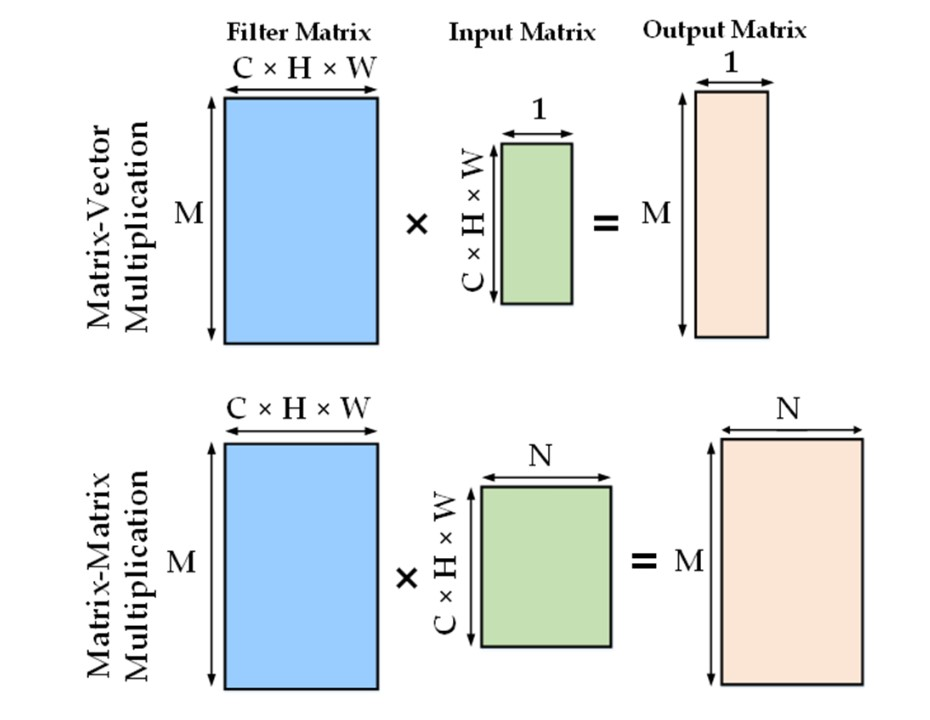 Filter Matrix
Input Matrix
Output Matrix
C × H × W
1
1
Matrix-Vector
Multiplication
M
×
C × H × W
=
M
C × H × W
N
N
Matrix-Matrix
Multiplication
M
×
C × H × W
=
M